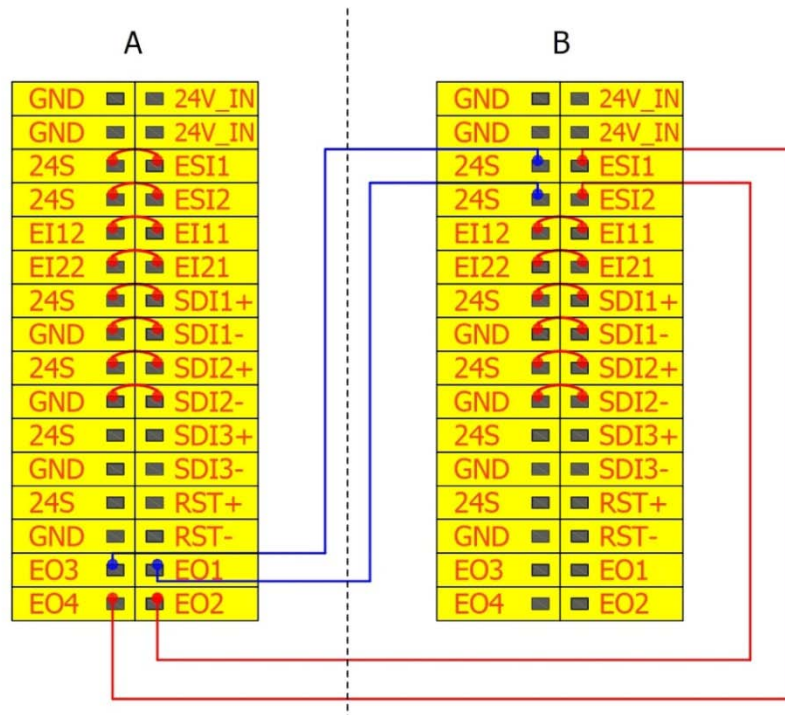 A
B
GND 24V_IN
GND 24V_IN
24S ESI1
24S ESI2
EI12 EI11
EI22 EI21
24S SDI1+
GND SDI1-
24S SDI2+
GND SDI2-
24S SDI3+
GND SDI3-
24S RST+
GND RST-
EO3 EO1
EO4 EO2
GND 24V_IN
GND 24V_IN
24S ESI1
24S ESI2
EI12 EI11
EI22 EI21
24S SDI1+
GND SDI1-
24S SDI2+
GND SDI2-
24S SDI3+
GND SDI3-
24S RST+
GND RST-
EO3 EO1
EO4 EO2